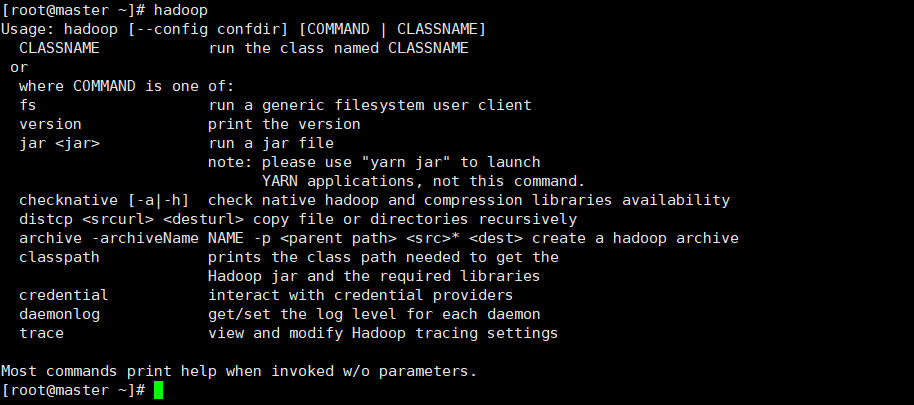 [root@master ~]# hadoop
Usage: hadoop [--config confdir] [COMMAND | CLASSNAME]
  CLASSNAME            run the class named CLASSNAME
 or
  where COMMAND is one of:
  fs                   run a generic filesystem user client
  version              print the version
  jar <jar>            run a jar file
                       note: please use "yarn jar" to launch
                             YARN applications, not this command.
  checknative [-a|-h]  check native hadoop and compression libraries availability
  distcp <srcurl> <desturl> copy file or directories recursively
  archive -archiveName NAME -p <parent path> <src>* <dest> create a hadoop archive
  classpath            prints the class path needed to get the
                       Hadoop jar and the required libraries
  credential           interact with credential providers
  daemonlog            get/set the log level for each daemon
  trace                view and modify Hadoop tracing settings

Most commands print help when invoked w/o parameters.
[root@master ~]#